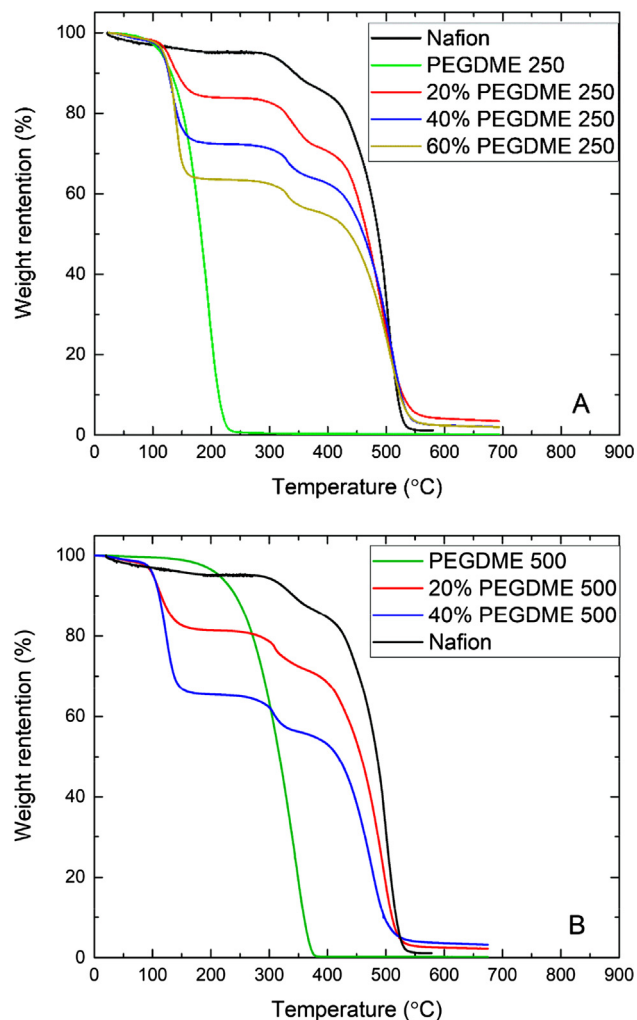 100
80
60
40
20
0
Weight rentention (%)
Nafion
PEGDME 250
20% PEGDME 250
40% PEGDME 250
60% PEGDME 250
A
0 100 200 300 400 500 600 700 800 900
Temperature (°C)
100
80
60
40
20
0
Weight rentention (%)
PEGDME 500
20% PEGDME 500
40% PEGDME 500
Nafion
B
0 100 200 300 400 500 600 700 800 900
Temperature (°C)